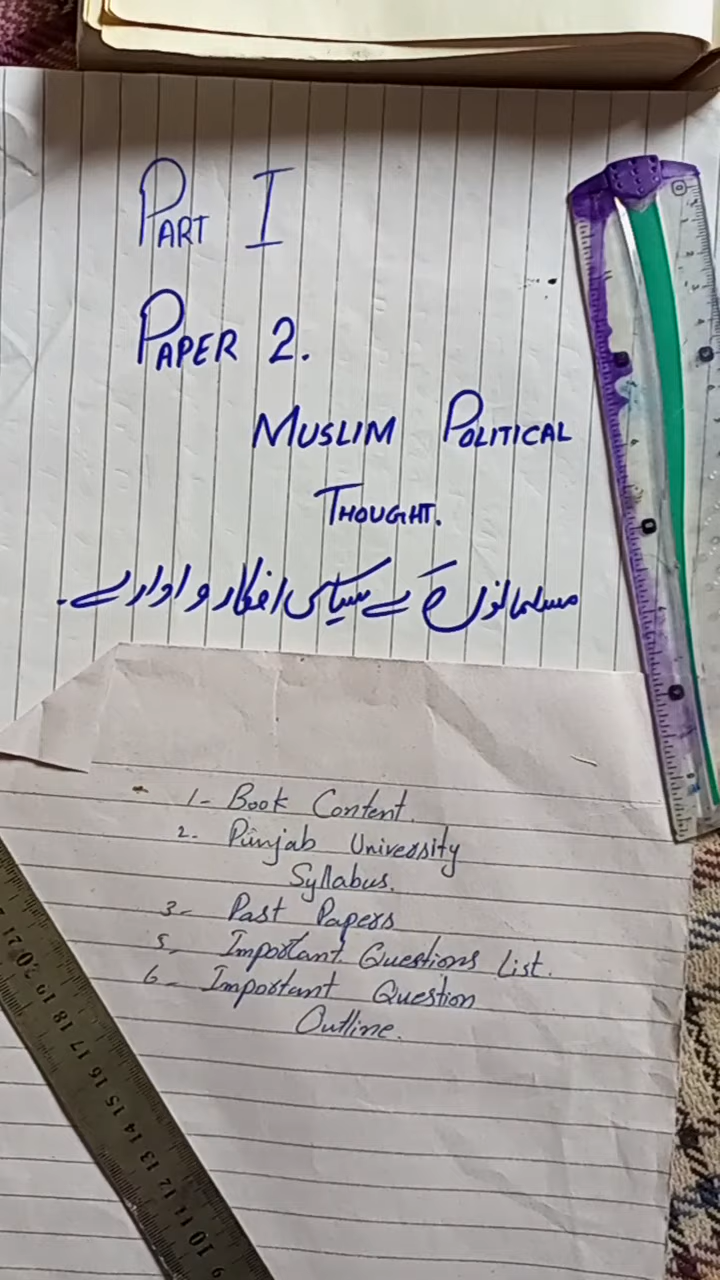 PART I
PAPER 2.
MUSLIM POLITICAL
THOUGHT.
مسلمانوں کے سیاسی افکار و ادارے۔
1- Book Content.
2- Punjab University
Syllabus.
3- Past Papers
5- Important Questions List.
6- Important Question
Outline.